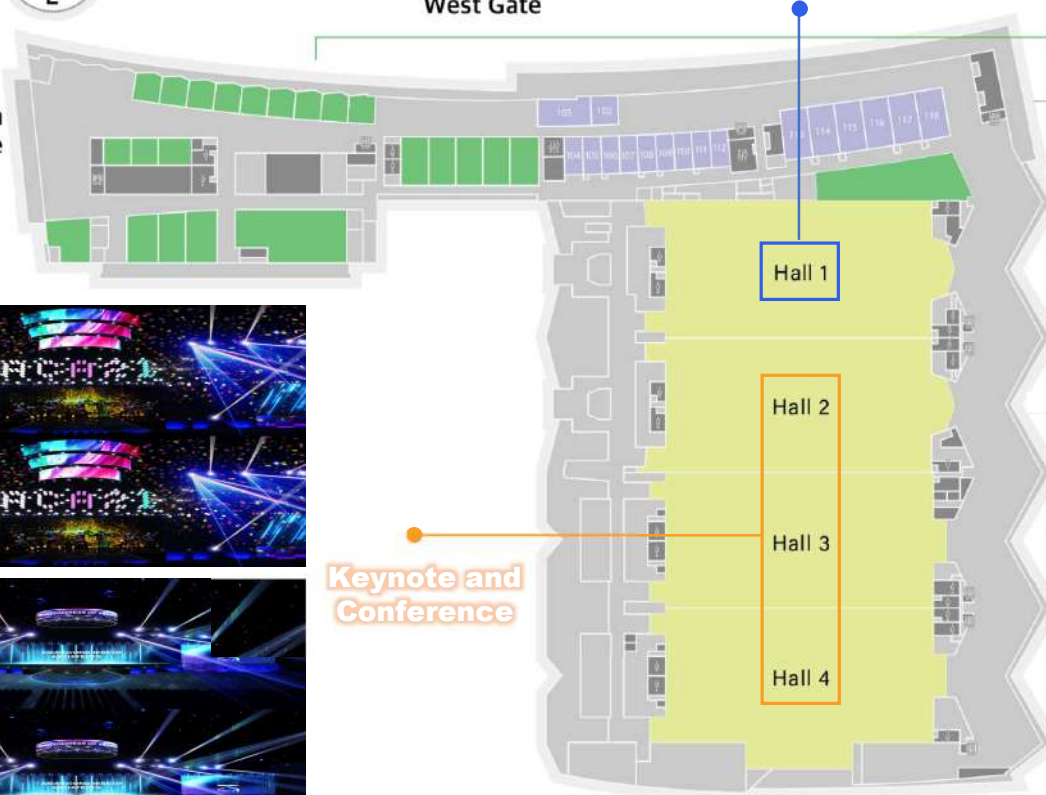 E
West Gate
103 102
104 105 106 107 108 109 110 111 112
113 114 115 116 117 118
Hall 1
Hall 2
Hall 3
Hall 4
Keynote and
Conference